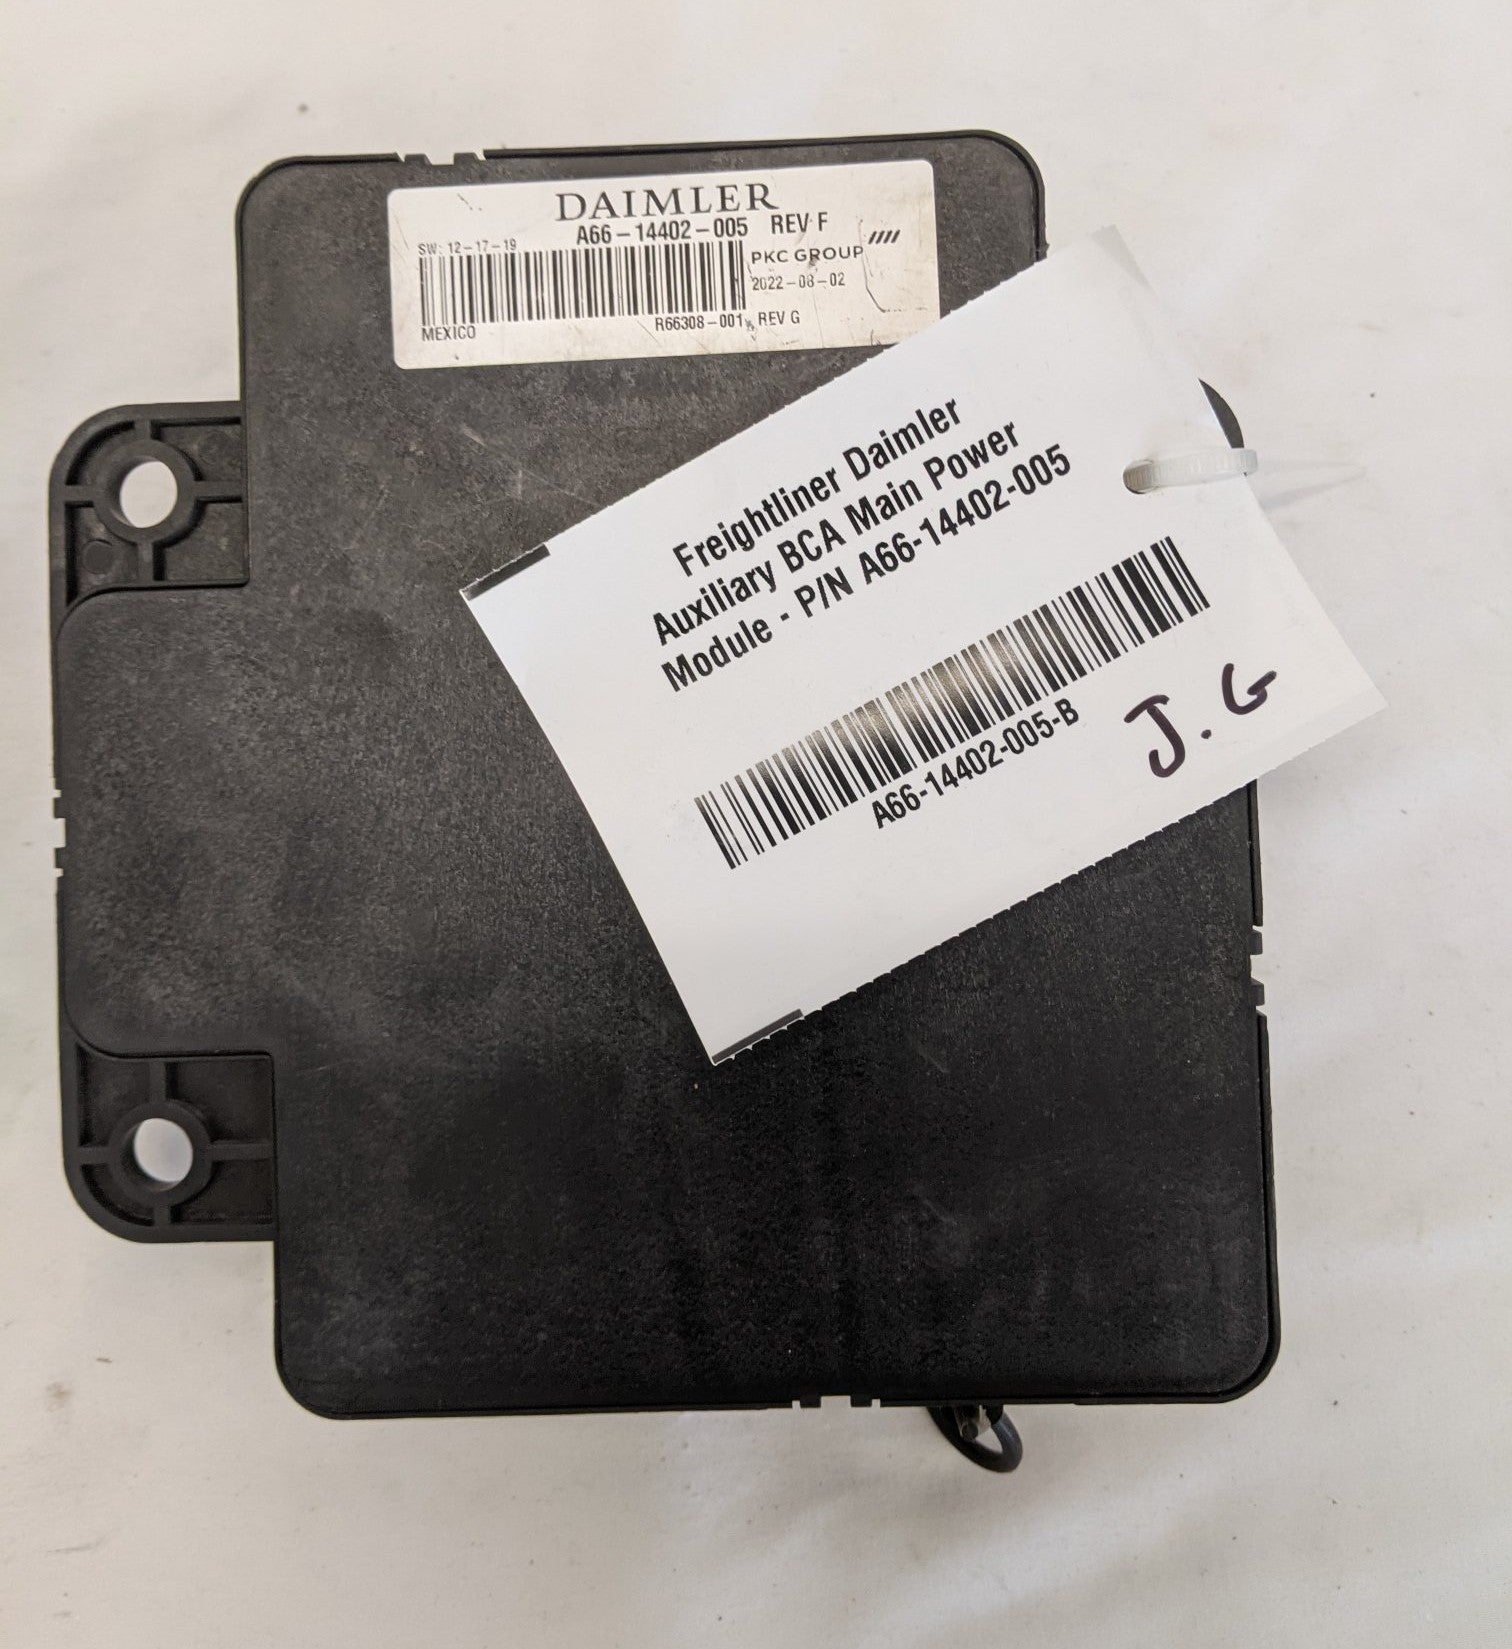 DAIMLER
A66-14402-005 REV F
SW: 12-17-19
PKC GROUP
2022-08-02
MEXICO
R66308-001 REV G
Freightliner Daimler
Auxiliary BCA Main Power
Module - P/N A66-14402-005
A66-14402-005-B
J.G